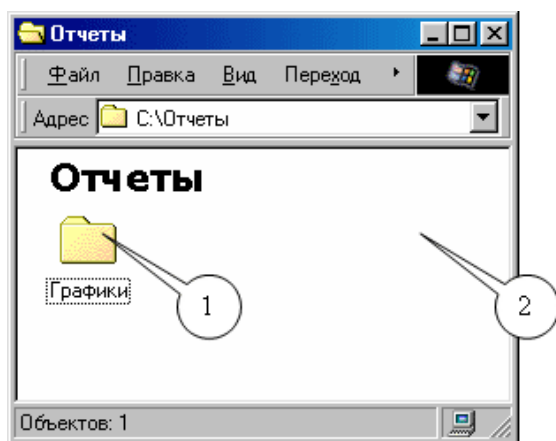 Отчеты
Файл Правка Вид Переход
Адрес C:\Отчеты
Отчеты
Графики
1
2
Объектов: 1